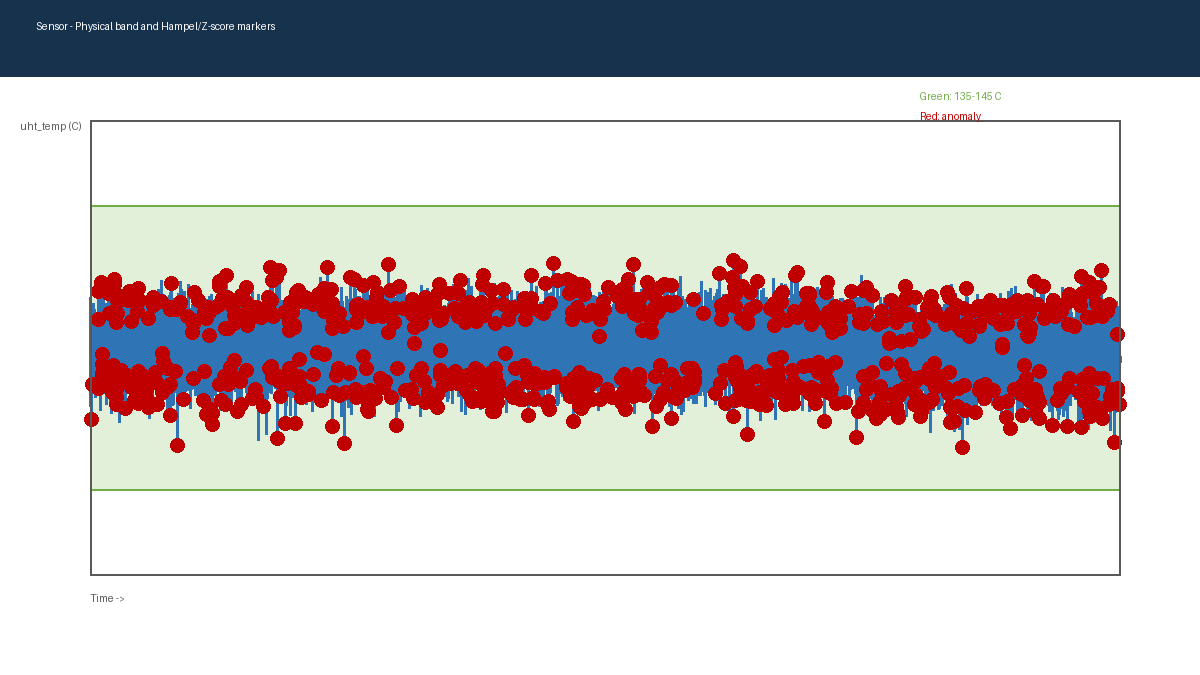 Sensor - Physical band and Hampel/Z-score markers
Green: 135-145 C
Red: anomaly
uht_temp (C)
Time ->